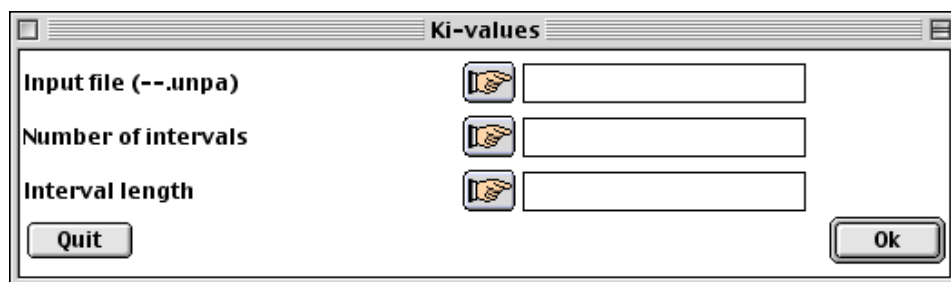 Ki-values
Input file (--.unpa)
Number of intervals
Interval length
Quit
Ok